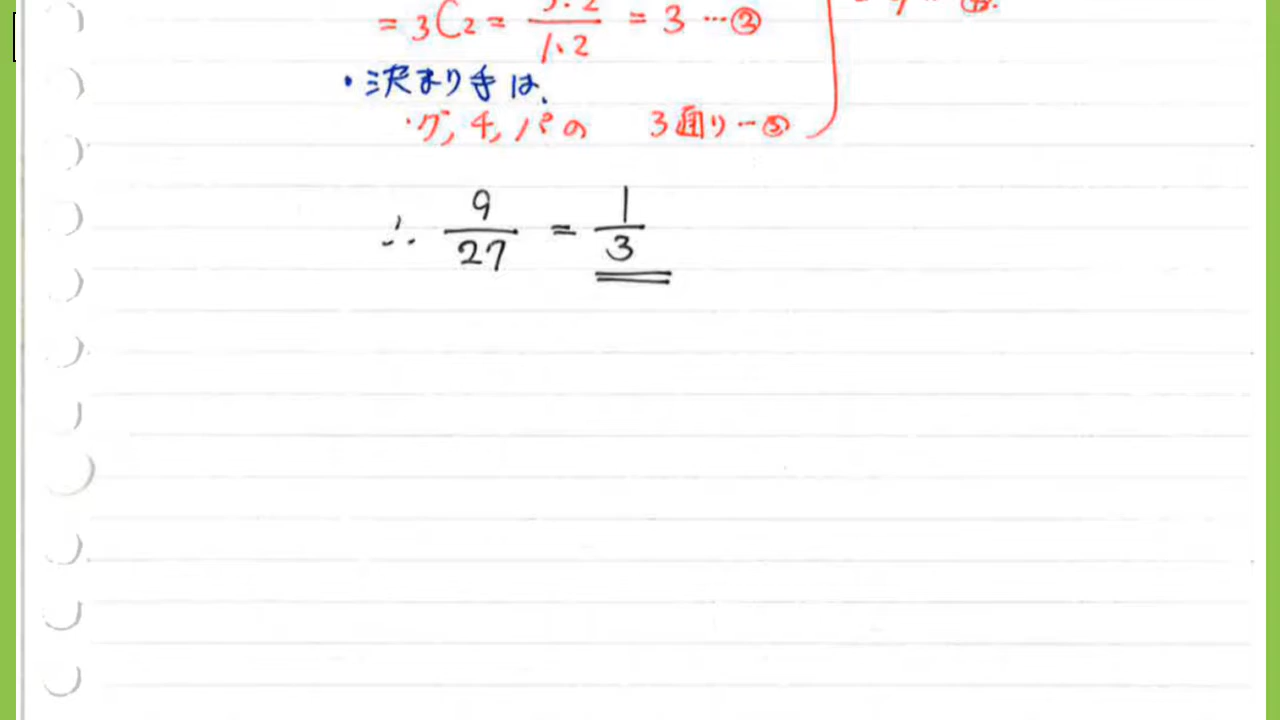 = 3C2 = 3·2/1·2 = 3 … ②
・決まり手は、
・グ, チ, パの 3通り…③
∴ 9/27 = 1/3